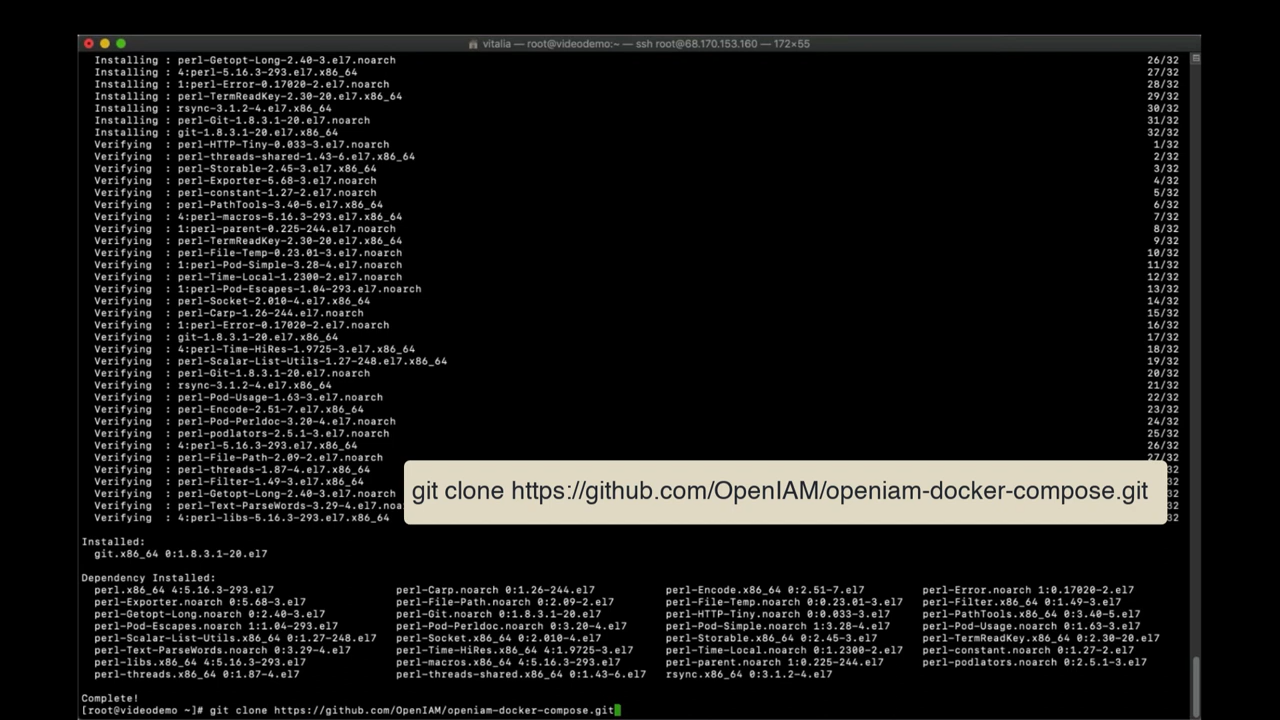 vitalia — root@videodemo:~ — ssh root@68.170.153.160 — 172×55
Installing : perl-Getopt-Long-2.40-3.el7.noarch 26/32
Installing : 4:perl-5.16.3-293.el7.x86_64 27/32
Installing : 1:perl-Error-0.17020-2.el7.noarch 28/32
Installing : perl-TermReadKey-2.30-20.el7.x86_64 29/32
Installing : rsync-3.1.2-4.el7.x86_64 30/32
Installing : perl-Git-1.8.3.1-20.el7.noarch 31/32
Installing : git-1.8.3.1-20.el7.x86_64 32/32
Verifying : perl-HTTP-Tiny-0.033-3.el7.noarch 1/32
Verifying : perl-threads-shared-1.43-6.el7.x86_64 2/32
Verifying : perl-Storable-2.45-3.el7.x86_64 3/32
Verifying : perl-Exporter-5.68-3.el7.noarch 4/32
Verifying : perl-constant-1.27-2.el7.noarch 5/32
Verifying : perl-PathTools-3.40-5.el7.x86_64 6/32
Verifying : 4:perl-macros-5.16.3-293.el7.x86_64 7/32
Verifying : 1:perl-parent-0.225-244.el7.noarch 8/32
Verifying : perl-TermReadKey-2.30-20.el7.x86_64 9/32
Verifying : perl-File-Temp-0.23.01-3.el7.noarch 10/32
Verifying : 1:perl-Pod-Simple-3.28-4.el7.noarch 11/32
Verifying : perl-Time-Local-1.2300-2.el7.noarch 12/32
Verifying : 1:perl-Pod-Escapes-1.04-293.el7.noarch 13/32
Verifying : perl-Socket-2.010-4.el7.x86_64 14/32
Verifying : perl-Carp-1.26-244.el7.noarch 15/32
Verifying : 1:perl-Error-0.17020-2.el7.noarch 16/32
Verifying : git-1.8.3.1-20.el7.x86_64 17/32
Verifying : 4:perl-Time-HiRes-1.9725-3.el7.x86_64 18/32
Verifying : perl-Scalar-List-Utils-1.27-248.el7.x86_64 19/32
Verifying : perl-Git-1.8.3.1-20.el7.noarch 20/32
Verifying : rsync-3.1.2-4.el7.x86_64 21/32
Verifying : perl-Pod-Usage-1.63-3.el7.noarch 22/32
Verifying : perl-Encode-2.51-7.el7.x86_64 23/32
Verifying : perl-Pod-Perldoc-3.20-4.el7.noarch 24/32
Verifying : perl-podlators-2.5.1-3.el7.noarch 25/32
Verifying : 4:perl-5.16.3-293.el7.x86_64 26/32
Verifying : perl-File-Path-2.09-2.el7.noarch 27/32
Verifying : perl-threads-1.87-4.el7.x86_64 32
Verifying : perl-Filter-1.49-3.el7.x86_64 32
Verifying : perl-Getopt-Long-2.40-3.el7.noarc 32
Verifying : perl-Text-ParseWords-3.29-4.el7.noa 32
Verifying : 4:perl-libs-5.16.3-293.el7.x86_64 32
git clone https://github.com/OpenIAM/openiam-docker-compose.git
Installed:
git.x86_64 0:1.8.3.1-20.el7
Dependency Installed:
perl.x86_64 4:5.16.3-293.el7 perl-Carp.noarch 0:1.26-244.el7 perl-Encode.x86_64 0:2.51-7.el7 perl-Error.noarch 1:0.17020-2.el7
perl-Exporter.noarch 0:5.68-3.el7 perl-File-Path.noarch 0:2.09-2.el7 perl-File-Temp.noarch 0:0.23.01-3.el7 perl-Filter.x86_64 0:1.49-3.el7
perl-Getopt-Long.noarch 0:2.40-3.el7 perl-Git.noarch 0:1.8.3.1-20.el7 perl-HTTP-Tiny.noarch 0:0.033-3.el7 perl-PathTools.x86_64 0:3.40-5.el7
perl-Pod-Escapes.noarch 1:1.04-293.el7 perl-Pod-Perldoc.noarch 0:3.20-4.el7 perl-Pod-Simple.noarch 1:3.28-4.el7 perl-Pod-Usage.noarch 0:1.63-3.el7
perl-Scalar-List-Utils.x86_64 0:1.27-248.el7 perl-Socket.x86_64 0:2.010-4.el7 perl-Storable.x86_64 0:2.45-3.el7 perl-TermReadKey.x86_64 0:2.30-20.el7
perl-Text-ParseWords.noarch 0:3.29-4.el7 perl-Time-HiRes.x86_64 4:1.9725-3.el7 perl-Time-Local.noarch 0:1.2300-2.el7 perl-constant.noarch 0:1.27-2.el7
perl-libs.x86_64 4:5.16.3-293.el7 perl-macros.x86_64 4:5.16.3-293.el7 perl-parent.noarch 1:0.225-244.el7 perl-podlators.noarch 0:2.5.1-3.el7
perl-threads.x86_64 0:1.87-4.el7 perl-threads-shared.x86_64 0:1.43-6.el7 rsync.x86_64 0:3.1.2-4.el7
Complete!
[root@videodemo ~]# git clone https://github.com/OpenIAM/openiam-docker-compose.git